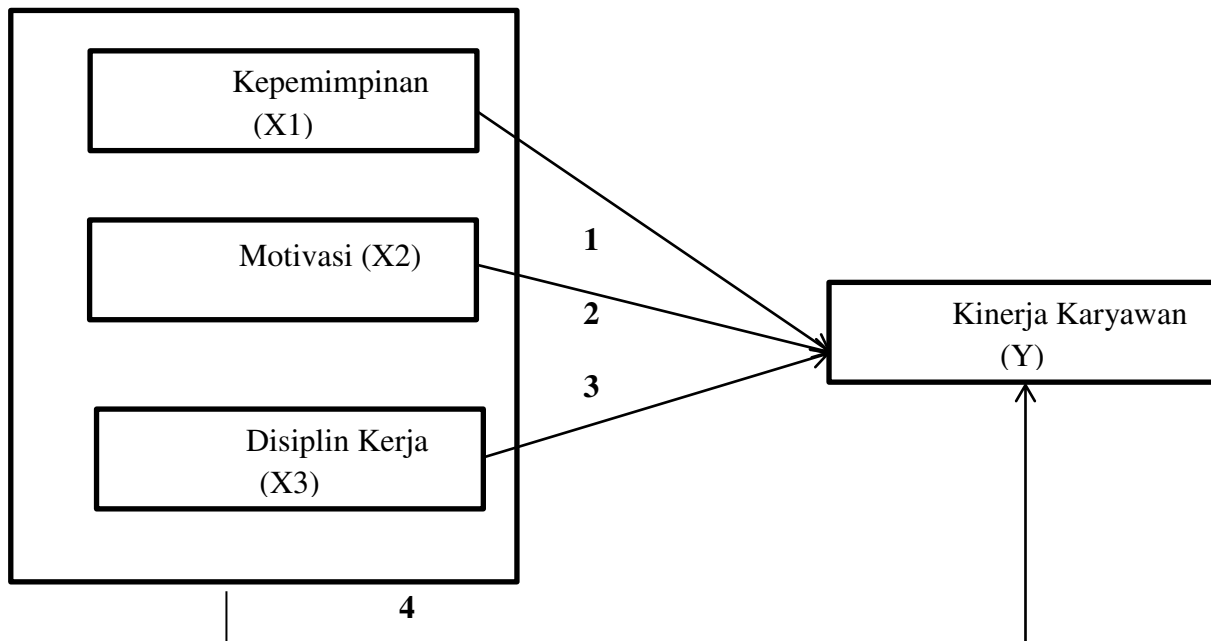 Kepemimpinan
(X1)
1
Motivasi (X2)
2
Kinerja Karyawan
(Y)
3
Disiplin Kerja
(X3)
4